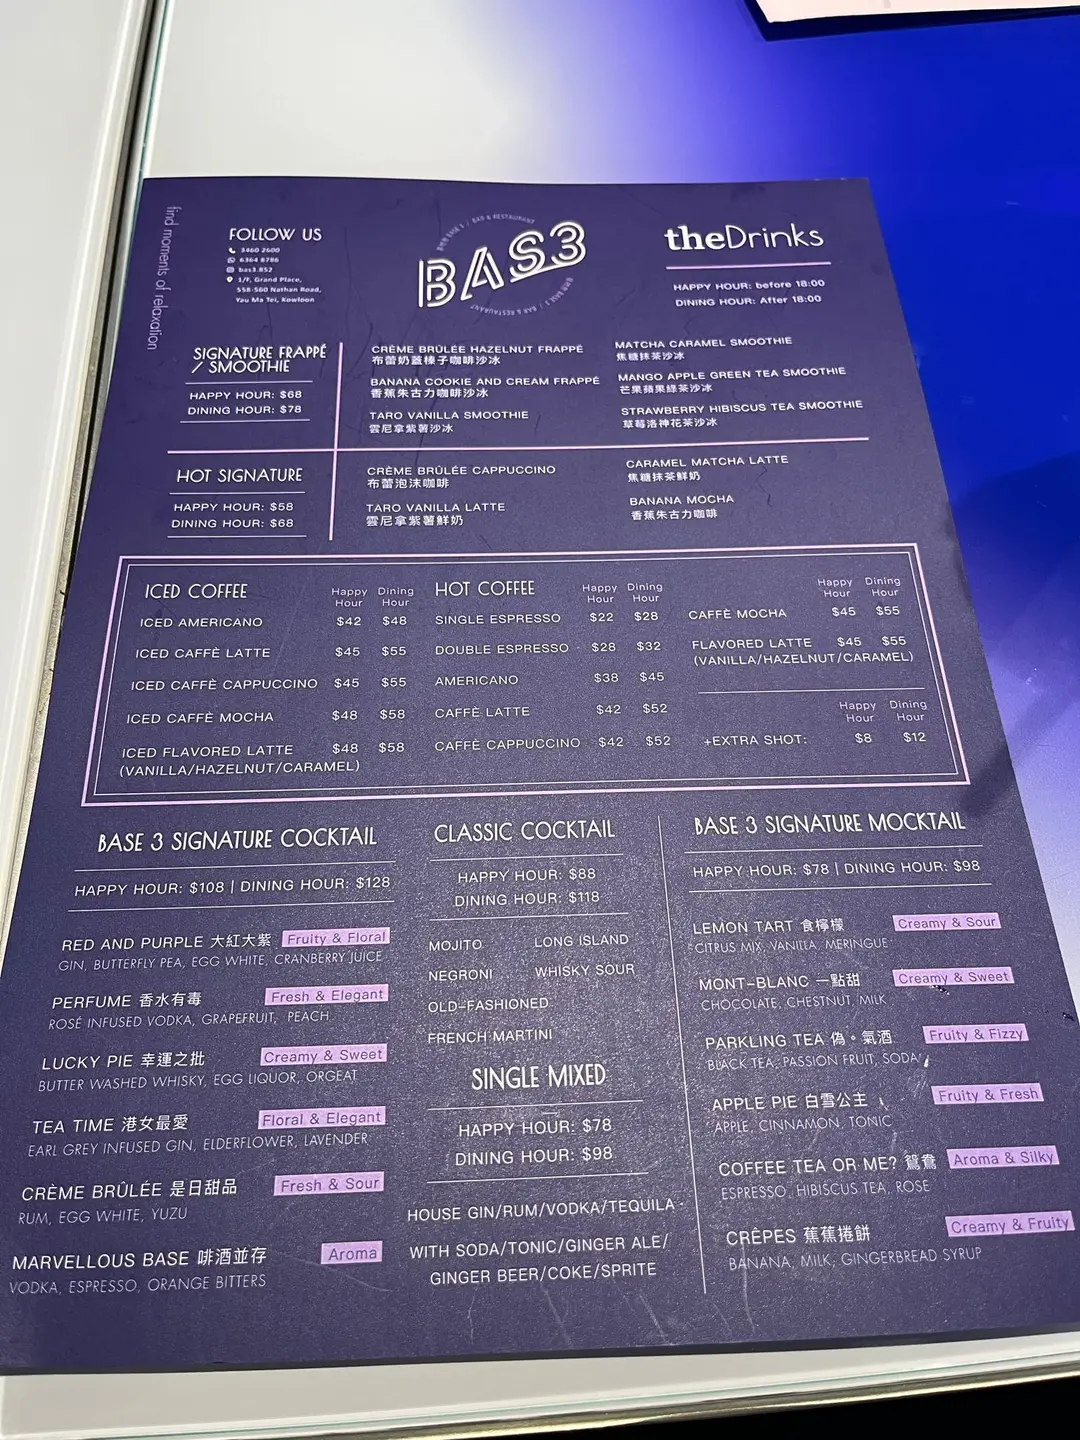 find moments of relaxation
FOLLOW US
3460 2600
6364 8786
bas3.852
1/F, Grand Place,
558-560 Nathan Road,
Yau Ma Tei, Kowloon
BAS3
BAR & RESTAURANT
BAR & RESTAURANT
theDrinks
HAPPY HOUR: before 18:00
DINING HOUR: After 18:00
SIGNATURE FRAPPÉ
/ SMOOTHIE
HAPPY HOUR: $68
DINING HOUR: $78
CRÈME BRÛLÉE HAZELNUT FRAPPÉ
布蕾奶蓋榛子咖啡沙冰
BANANA COOKIE AND CREAM FRAPPÉ
香蕉朱古力咖啡沙冰
TARO VANILLA SMOOTHIE
雲尼拿紫薯沙冰
MATCHA CARAMEL SMOOTHIE
焦糖抹茶沙冰
MANGO APPLE GREEN TEA SMOOTHIE
芒果蘋果綠茶沙冰
STRAWBERRY HIBISCUS TEA SMOOTHIE
草莓洛神花茶沙冰
HOT SIGNATURE
HAPPY HOUR: $58
DINING HOUR: $68
CRÈME BRÛLÉE CAPPUCCINO
布蕾泡沫咖啡
TARO VANILLA LATTE
雲尼拿紫薯鮮奶
CARAMEL MATCHA LATTE
焦糖抹茶鮮奶
BANANA MOCHA
香蕉朱古力咖啡
ICED COFFEE Happy Hour Dining Hour
ICED AMERICANO $42 $48
ICED CAFFÈ LATTE $45 $55
ICED CAFFÈ CAPPUCCINO $45 $55
ICED CAFFÈ MOCHA $48 $58
ICED FLAVORED LATTE $48 $58
(VANILLA/HAZELNUT/CARAMEL)
HOT COFFEE Happy Hour Dining Hour
SINGLE ESPRESSO $22 $28
DOUBLE ESPRESSO $28 $32
AMERICANO $38 $45
CAFFÈ LATTE $42 $52
CAFFÈ CAPPUCCINO $42 $52
Happy Hour Dining Hour
CAFFÈ MOCHA $45 $55
FLAVORED LATTE $45 $55
(VANILLA/HAZELNUT/CARAMEL)
Happy Hour Dining Hour
+EXTRA SHOT: $8 $12
BASE 3 SIGNATURE COCKTAIL
HAPPY HOUR: $108 | DINING HOUR: $128
RED AND PURPLE 大紅大紫 Fruity & Floral
GIN, BUTTERFLY PEA, EGG WHITE, CRANBERRY JUICE
PERFUME 香水有毒 Fresh & Elegant
ROSÉ INFUSED VODKA, GRAPEFRUIT, PEACH
LUCKY PIE 幸運之批 Creamy & Sweet
BUTTER WASHED WHISKY, EGG LIQUOR, ORGEAT
TEA TIME 港女最愛 Floral & Elegant
EARL GREY INFUSED GIN, ELDERFLOWER, LAVENDER
CRÈME BRÛLÉE 是日甜品 Fresh & Sour
RUM, EGG WHITE, YUZU
MARVELLOUS BASE 啡酒並存 Aroma
VODKA, ESPRESSO, ORANGE BITTERS
CLASSIC COCKTAIL
HAPPY HOUR: $88
DINING HOUR: $118
MOJITO LONG ISLAND
NEGRONI WHISKY SOUR
OLD-FASHIONED
FRENCH MARTINI
SINGLE MIXED
HAPPY HOUR: $78
DINING HOUR: $98
HOUSE GIN/RUM/VODKA/TEQUILA
WITH SODA/TONIC/GINGER ALE/
GINGER BEER/COKE/SPRITE
BASE 3 SIGNATURE MOCKTAIL
HAPPY HOUR: $78 | DINING HOUR: $98
LEMON TART 食檸檬 Creamy & Sour
CITRUS MIX, VANILLA, MERINGUE
MONT-BLANC 一點甜 Creamy & Sweet
CHOCOLATE, CHESTNUT, MILK
PARKLING TEA 偽。氣酒 Fruity & Fizzy
BLACK TEA, PASSION FRUIT, SODA
APPLE PIE 白雪公主 Fruity & Fresh
APPLE, CINNAMON, TONIC
COFFEE TEA OR ME? 鴛鴦 Aroma & Silky
ESPRESSO, HIBISCUS TEA, ROSE
CRÊPES 蕉蕉捲餅 Creamy & Fruity
BANANA, MILK, GINGERBREAD SYRUP